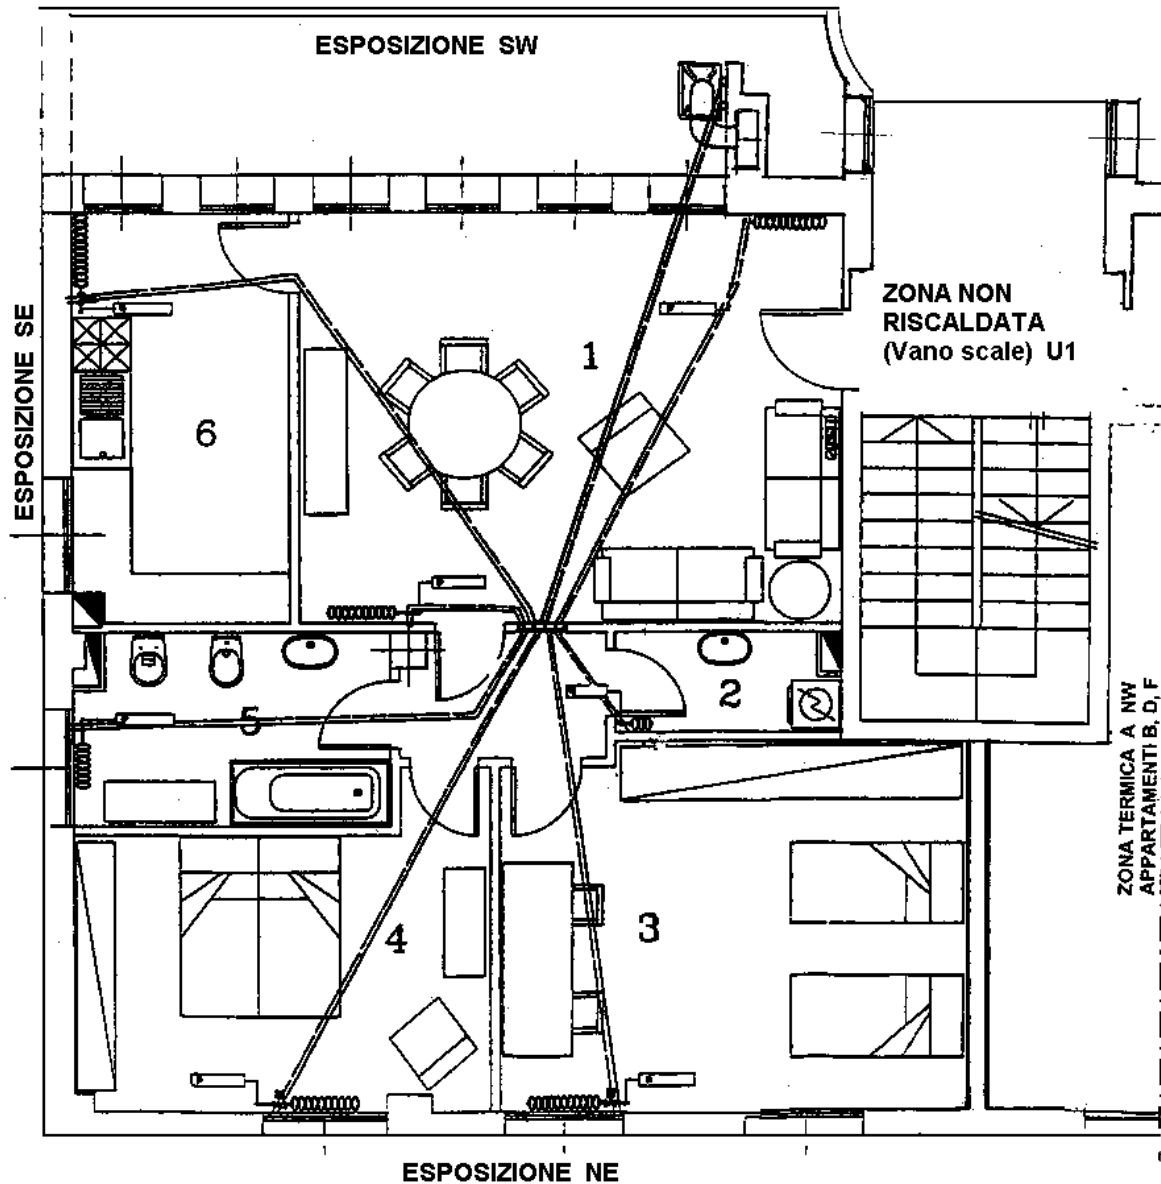 ESPOSIZIONE SW
ESPOSIZIONE SE
ZONA NON
RISCALDATA
(Vano scale) U1
1
6
2
5
4
3
ZONA TERMICA A NW
APPARTAMENTI B, D, F
ESPOSIZIONE NE